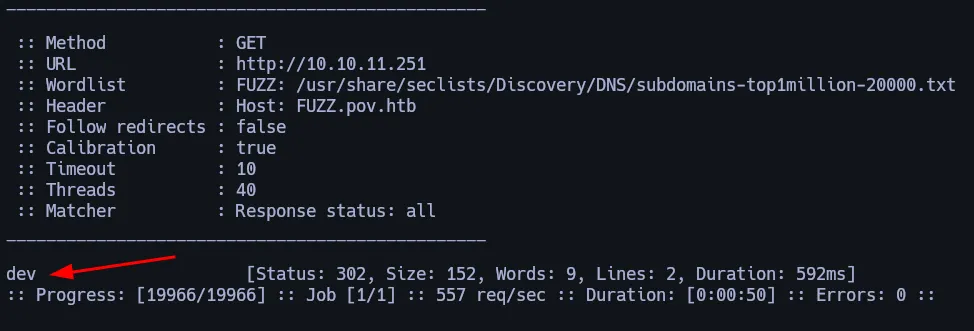 ________________________________________________
:: Method : GET
:: URL : http://10.10.11.251
:: Wordlist : FUZZ: /usr/share/seclists/Discovery/DNS/subdomains-top1million-20000.txt
:: Header : Host: FUZZ.pov.htb
:: Follow redirects : false
:: Calibration : true
:: Timeout : 10
:: Threads : 40
:: Matcher : Response status: all
________________________________________________
dev [Status: 302, Size: 152, Words: 9, Lines: 2, Duration: 592ms]
:: Progress: [19966/19966] :: Job [1/1] :: 557 req/sec :: Duration: [0:00:50] :: Errors: 0 ::